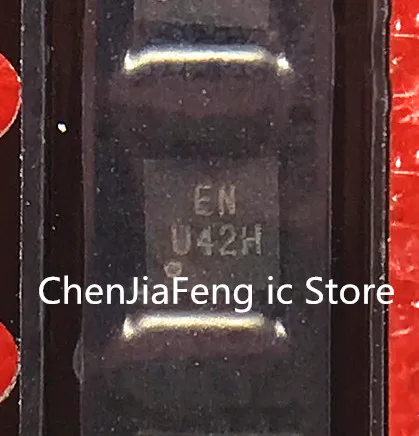 EN
U42H
ChenJiaFeng ic Store